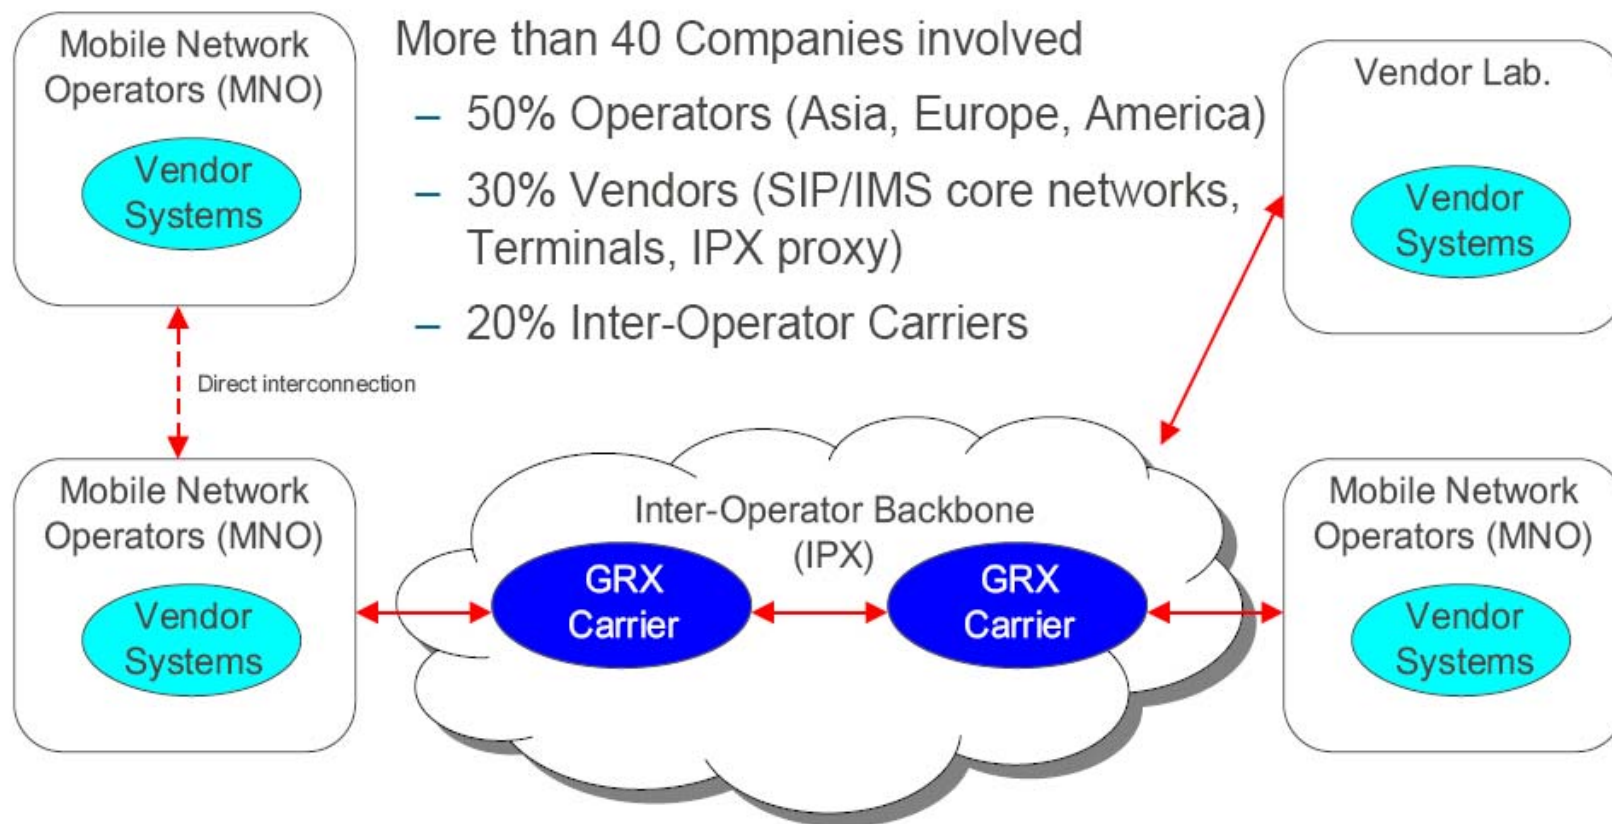 Mobile Network
Operators (MNO)
Vendor
Systems
More than 40 Companies involved
– 50% Operators (Asia, Europe, America)
– 30% Vendors (SIP/IMS core networks,
Terminals, IPX proxy)
– 20% Inter-Operator Carriers
Vendor Lab.
Vendor
Systems
Direct interconnection
Mobile Network
Operators (MNO)
Vendor
Systems
Inter-Operator Backbone
(IPX)
GRX
Carrier
GRX
Carrier
Mobile Network
Operators (MNO)
Vendor
Systems